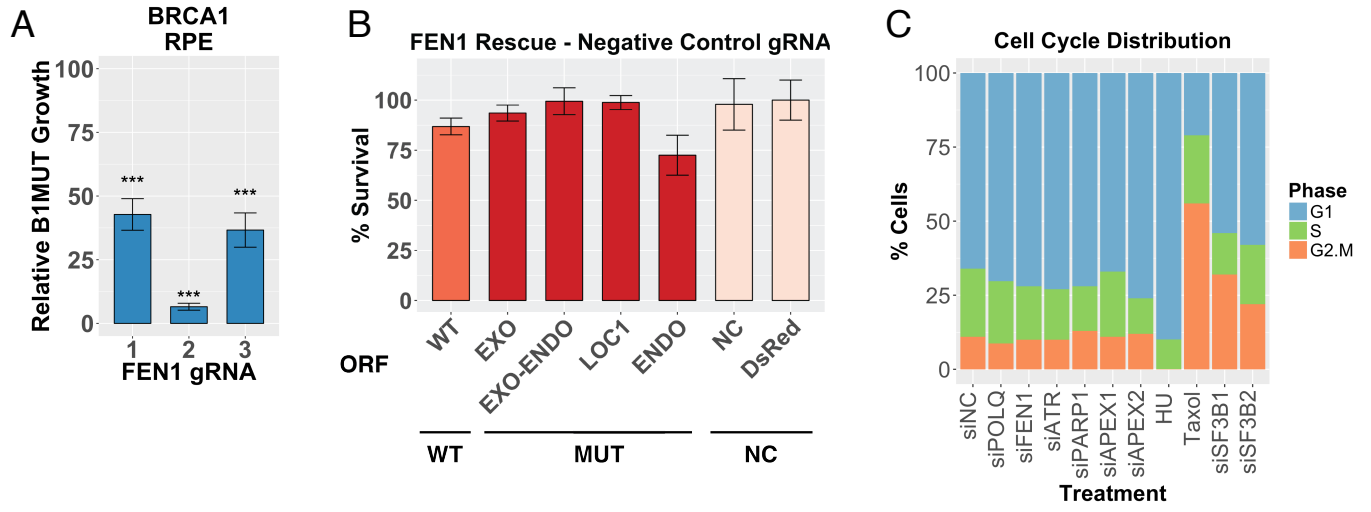 A
BRCA1
RPE
Relative B1MUT Growth
100
75
50
25
0
***
***
***
1 2 3
FEN1 gRNA
B
FEN1 Rescue - Negative Control gRNA
% Survival
100
75
50
25
0
ORF
WT EXO EXO-ENDO LOC1 ENDO NC DsRed
WT MUT NC
C
Cell Cycle Distribution
% Cells
100
75
50
25
0
siNC siPOLQ siFEN1 siATR siPARP1 siAPEX1 siAPEX2 HU Taxol siSF3B1 siSF3B2
Treatment
Phase
G1
S
G2.M